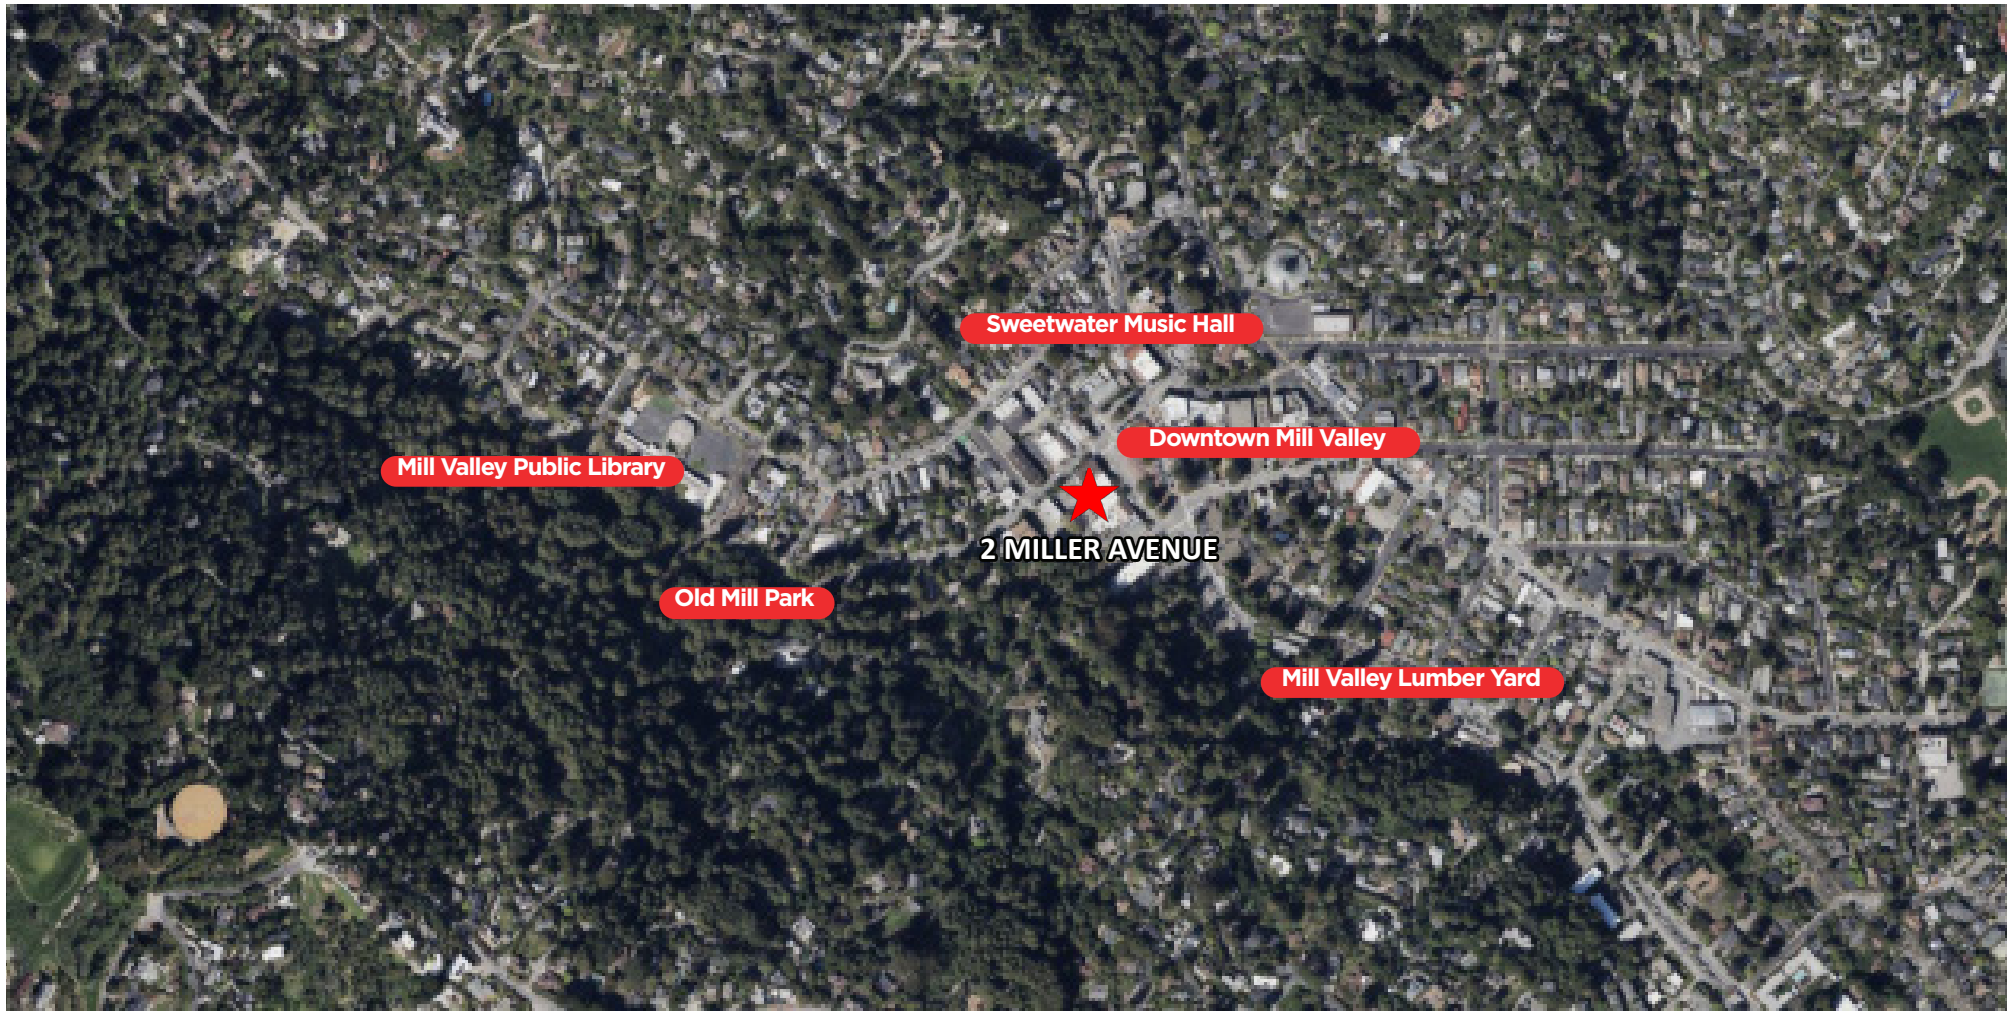 Sweetwater Music Hall
Downtown Mill Valley
Mill Valley Public Library
2 MILLER AVENUE
Old Mill Park
Mill Valley Lumber Yard